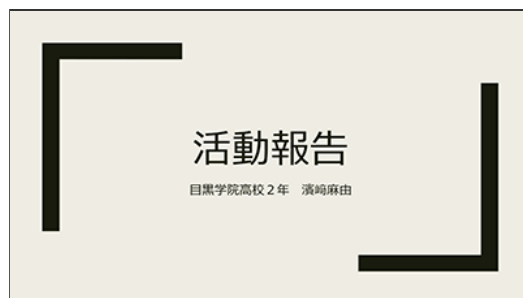 活動報告
目黒学院高校２年　濱﨑麻由